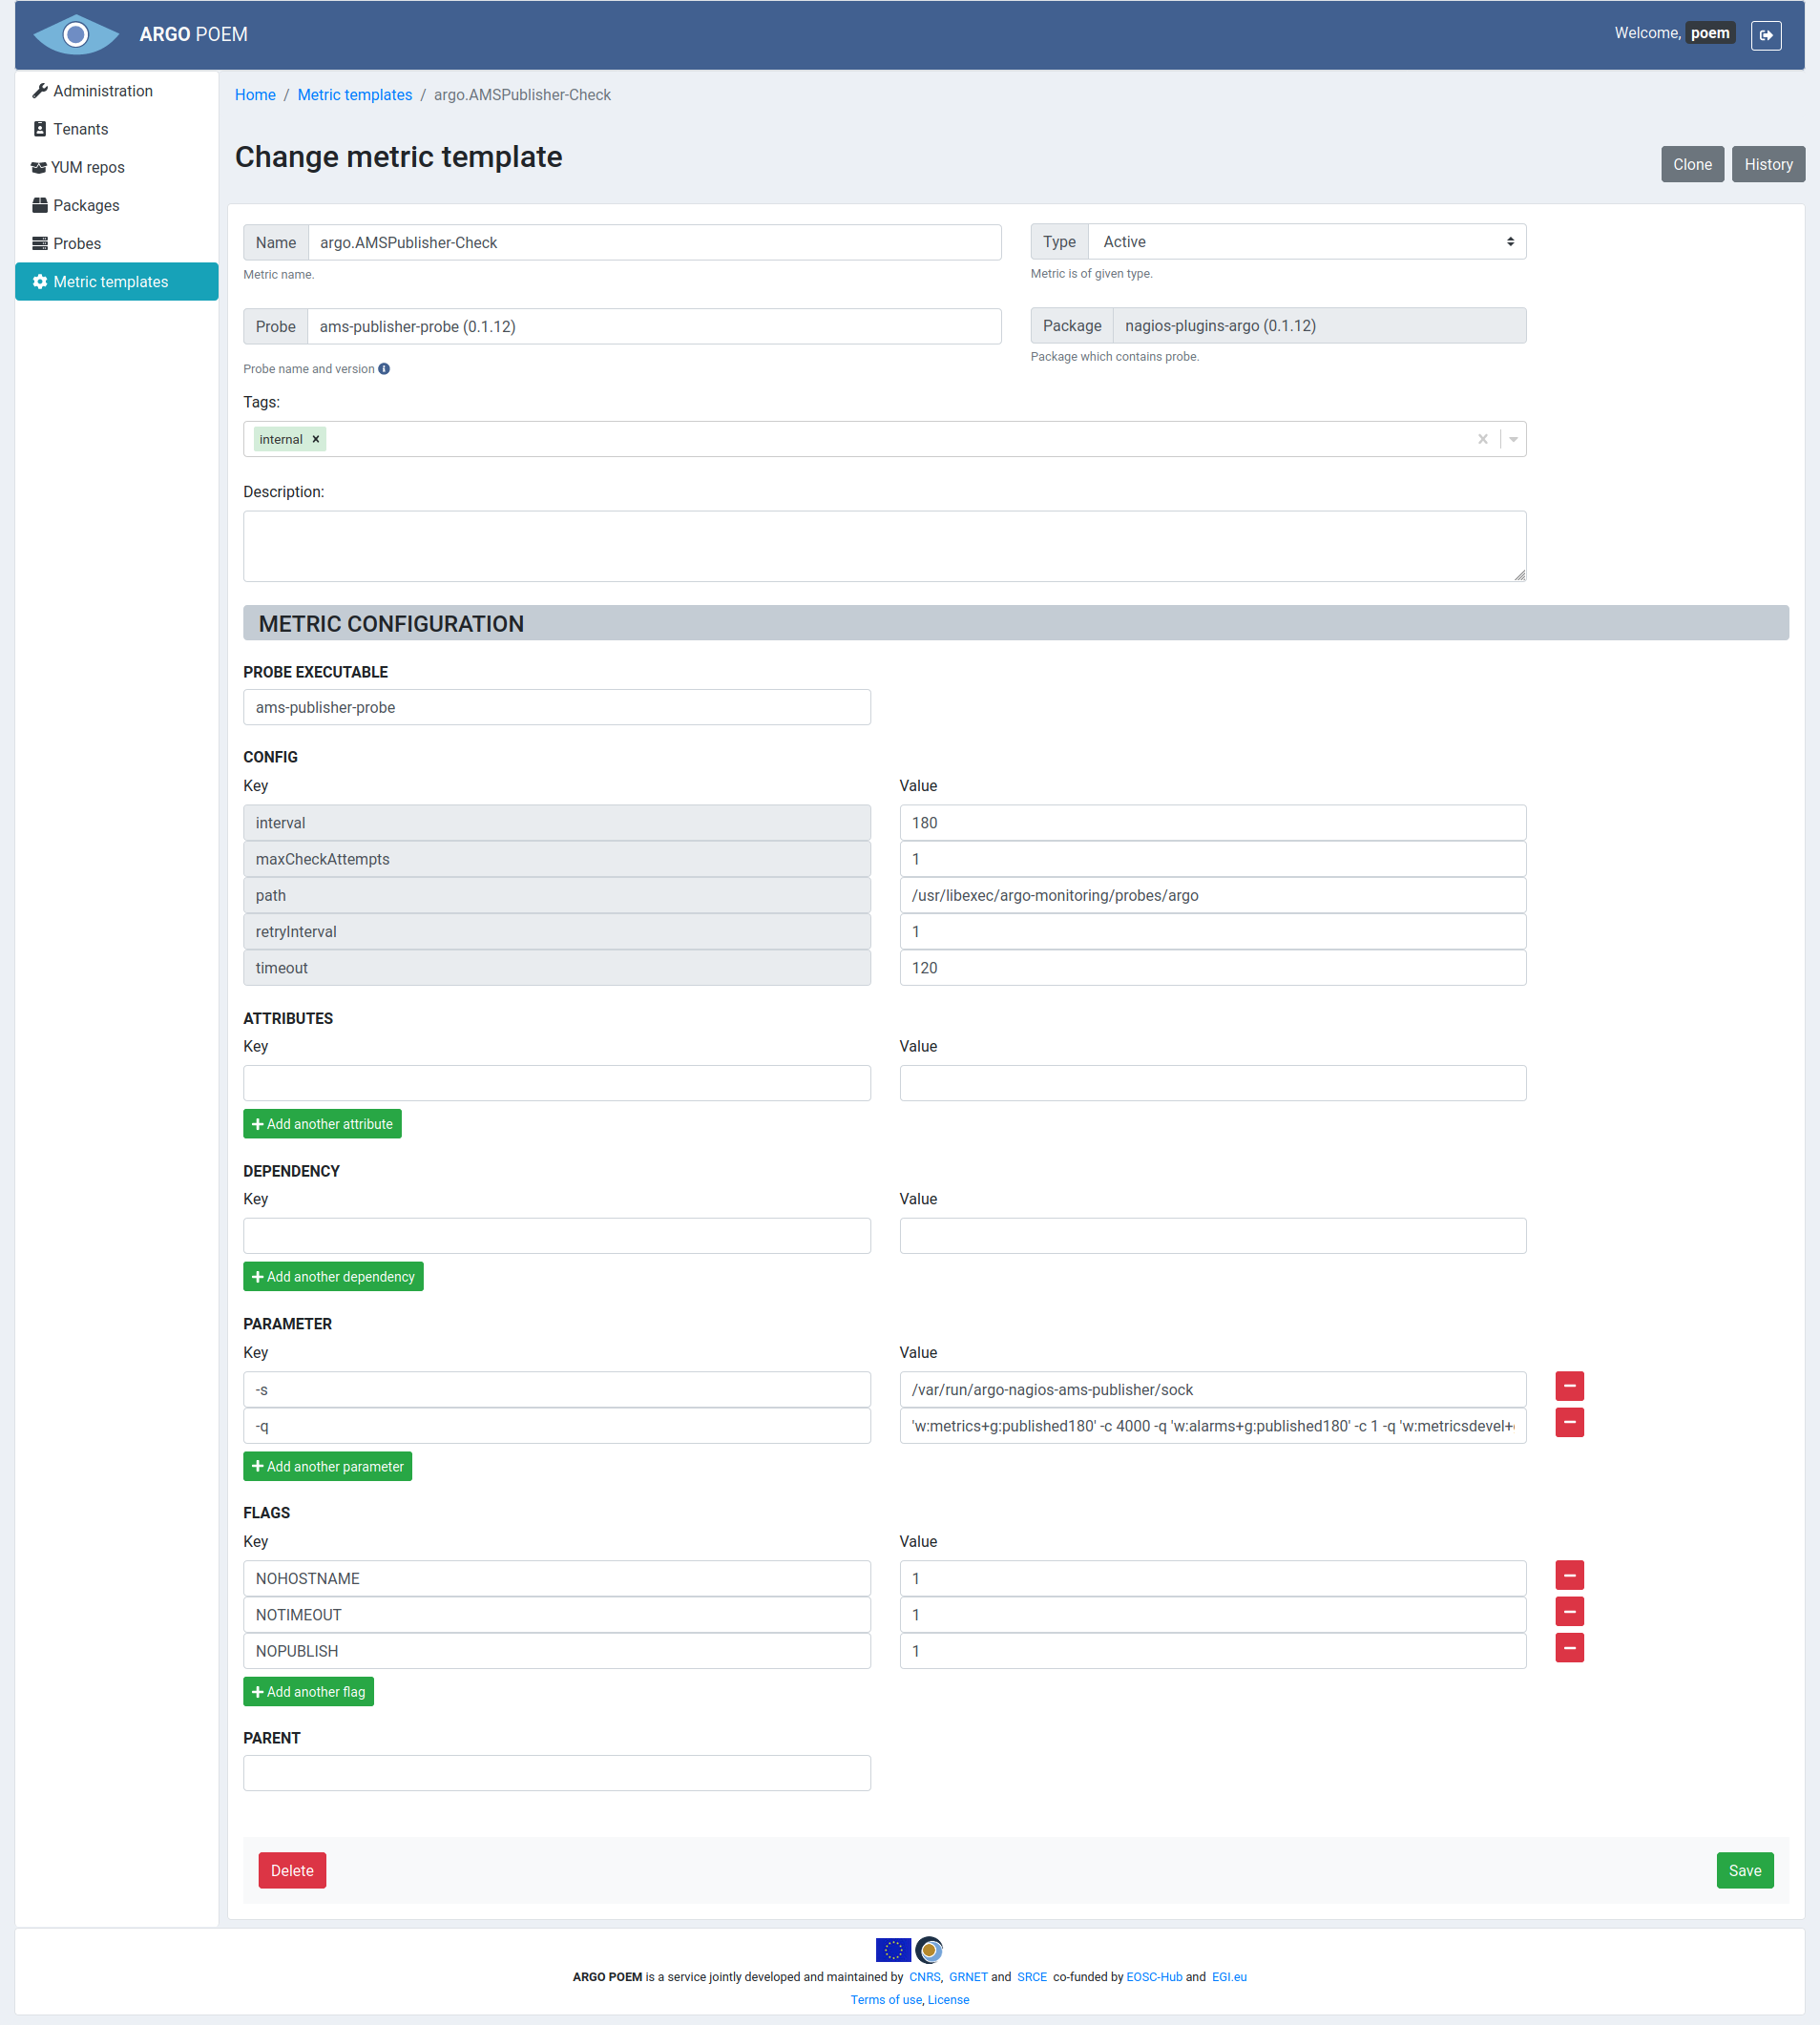 ARGO POEM
Welcome, poem
Administration
Tenants
YUM repos
Packages
Probes
Metric templates
Home / Metric templates / argo.AMSPublisher-Check
Change metric template
Clone
History
Name argo.AMSPublisher-Check
Metric name.
Type Active
Metric is of given type.
Probe ams-publisher-probe (0.1.12)
Probe name and version
Package nagios-plugins-argo (0.1.12)
Package which contains probe.
Tags:
internal
Description:
METRIC CONFIGURATION
PROBE EXECUTABLE
ams-publisher-probe
CONFIG
Key Value
interval 180
maxCheckAttempts 1
path /usr/libexec/argo-monitoring/probes/argo
retryInterval 1
timeout 120
ATTRIBUTES
Key Value
+ Add another attribute
DEPENDENCY
Key Value
+ Add another dependency
PARAMETER
Key Value
-s /var/run/argo-nagios-ams-publisher/sock
-q 'w:metrics+g:published180' -c 4000 -q 'w:alarms+g:published180' -c 1 -q 'w:metricsdevel+
+ Add another parameter
FLAGS
Key Value
NOHOSTNAME 1
NOTIMEOUT 1
NOPUBLISH 1
+ Add another flag
PARENT
Delete
Save
ARGO POEM is a service jointly developed and maintained by CNRS, GRNET and SRCE co-funded by EOSC-Hub and EGI.eu
Terms of use, License